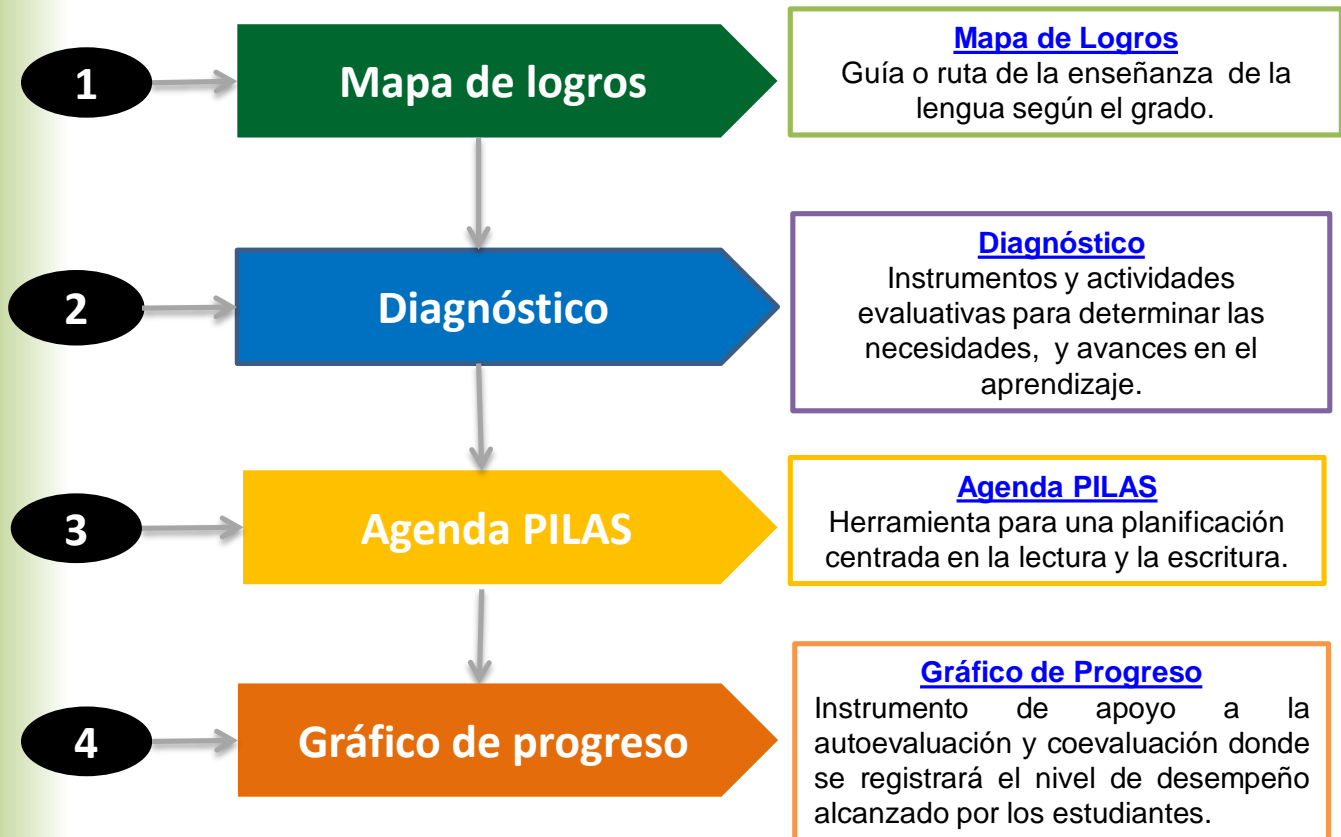 1
Mapa de logros
Mapa de Logros
Guía o ruta de la enseñanza de la
lengua según el grado.
2
Diagnóstico
Diagnóstico
Instrumentos y actividades
evaluativas para determinar las
necesidades, y avances en el
aprendizaje.
3
Agenda PILAS
Agenda PILAS
Herramienta para una planificación
centrada en la lectura y la escritura.
4
Gráfico de progreso
Gráfico de Progreso
Instrumento de apoyo a la
autoevaluación y coevaluación donde
se registrará el nivel de desempeño
alcanzado por los estudiantes.